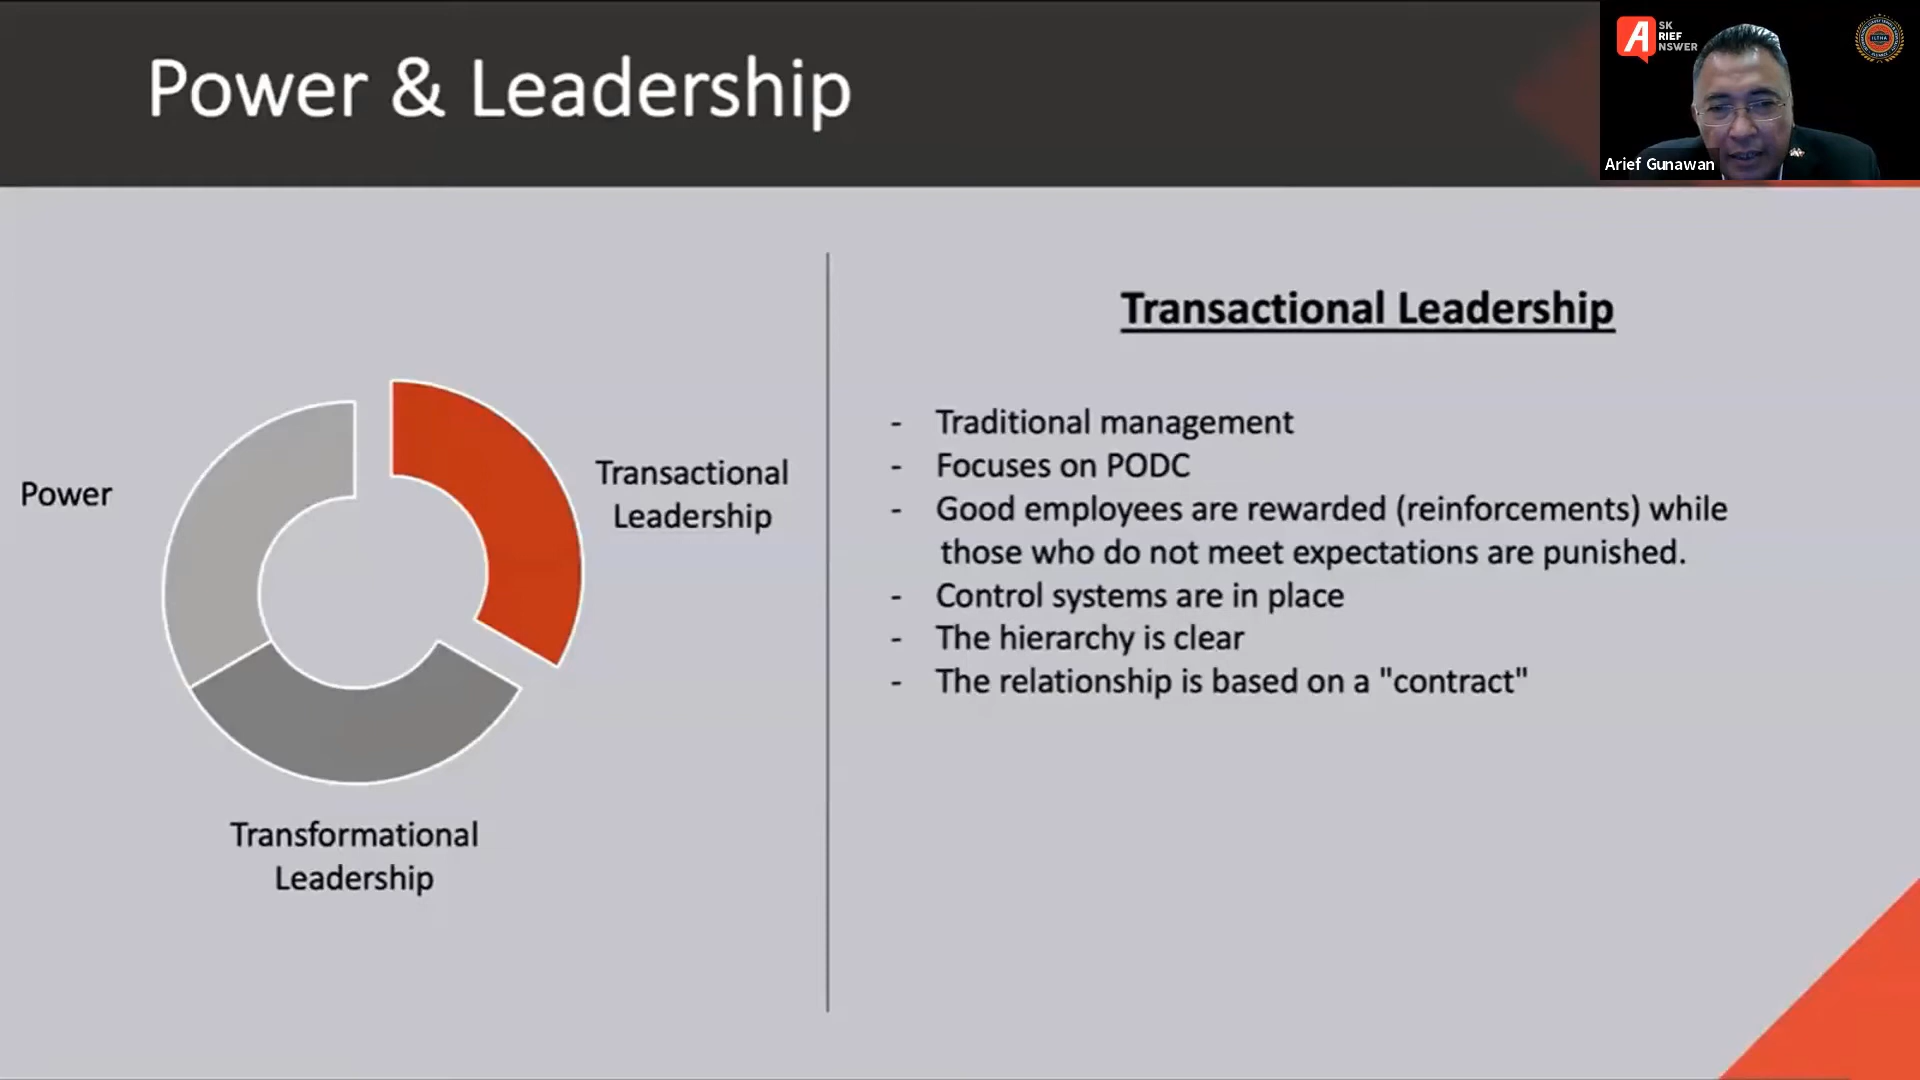 Power & Leadership
A
SK
RIEF
NSWER
ILTHA
Arief Gunawan
Power
Transactional
Leadership
Transformational
Leadership
Transactional Leadership
- Traditional management
- Focuses on PODC
- Good employees are rewarded (reinforcements) while
those who do not meet expectations are punished.
- Control systems are in place
- The hierarchy is clear
- The relationship is based on a "contract"